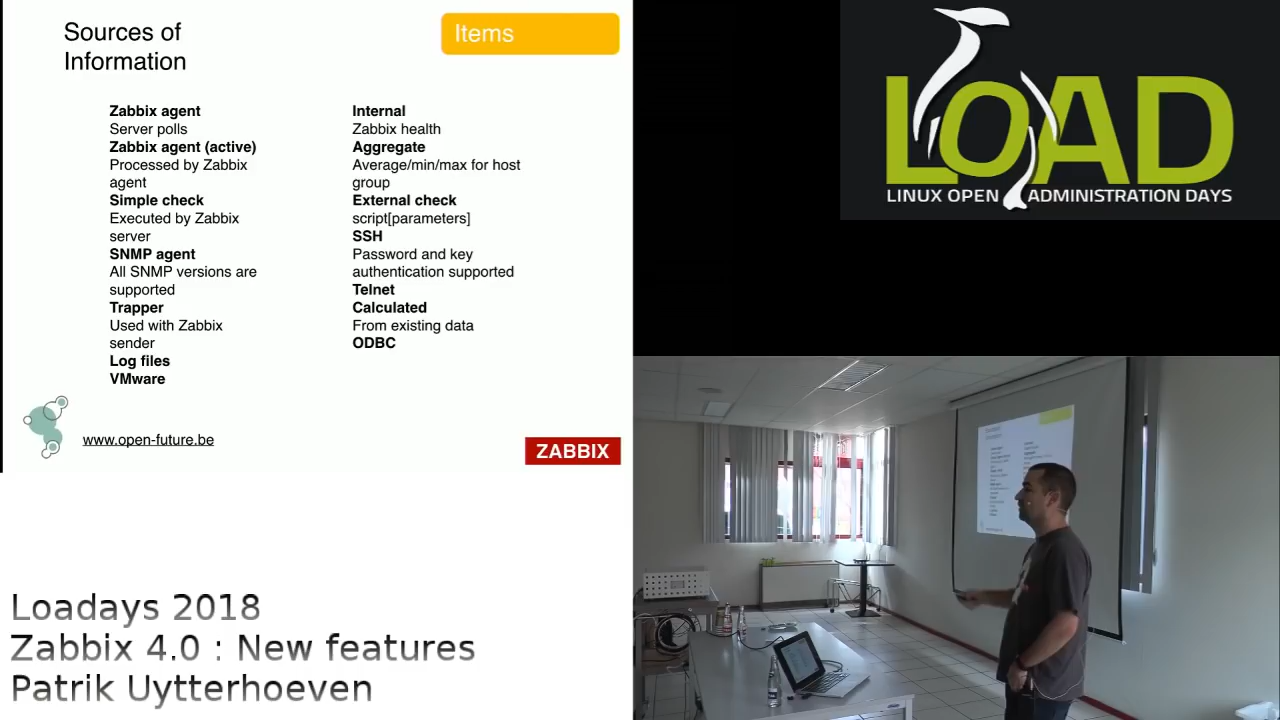 Sources of
Information
Items
Zabbix agent
Server polls
Zabbix agent (active)
Processed by Zabbix
agent
Simple check
Executed by Zabbix
server
SNMP agent
All SNMP versions are
supported
Trapper
Used with Zabbix
sender
Log files
VMware
Internal
Zabbix health
Aggregate
Average/min/max for host
group
External check
script[parameters]
SSH
Password and key
authentication supported
Telnet
Calculated
From existing data
ODBC
www.open-future.be
ZABBIX
LOAD
LINUX OPEN ADMINISTRATION DAYS
Loadays 2018
Zabbix 4.0 : New features
Patrik Uytterhoeven